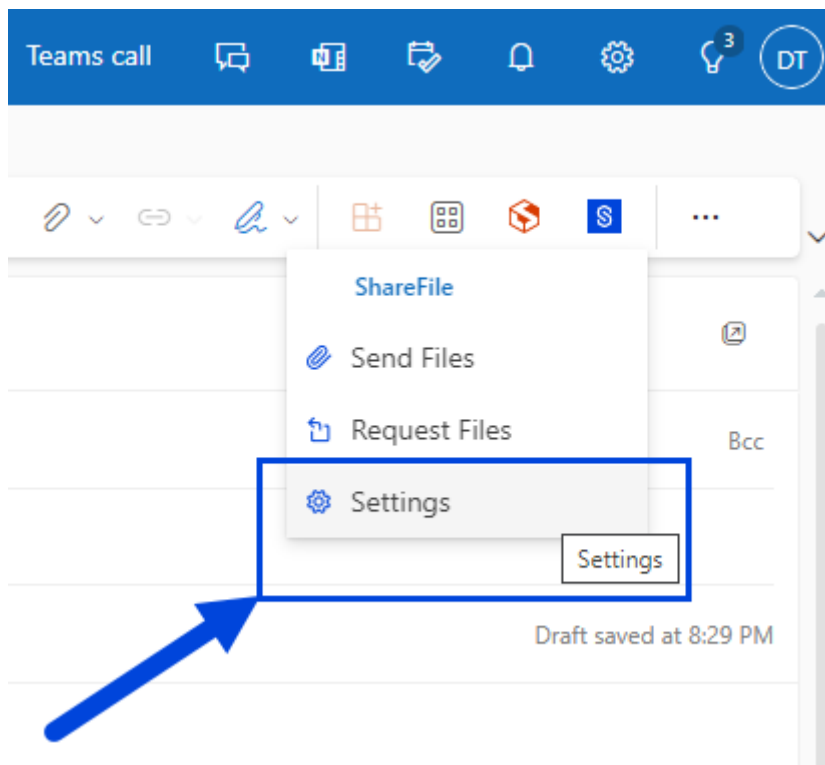 Teams call
3
DT
ShareFile
Send Files
Request Files
Bcc
Settings
Settings
Draft saved at 8:29 PM